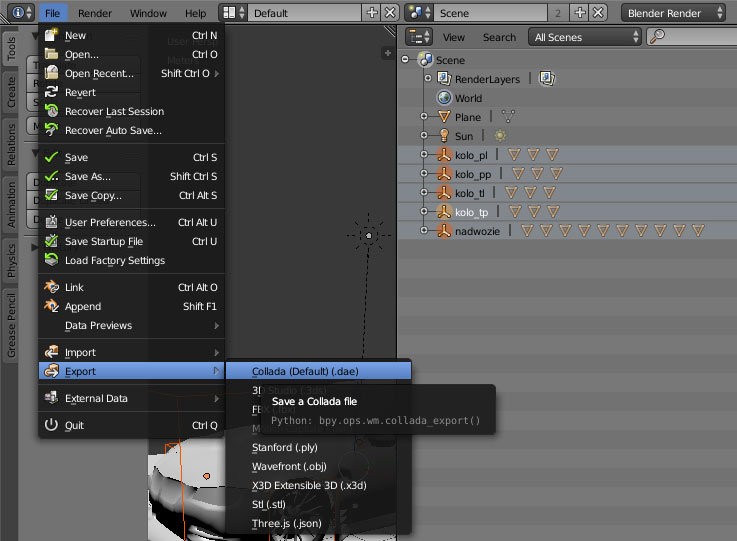 File Render Window Help Default Scene 2 Blender Render
View Search All Scenes
New Ctrl N
Open... Ctrl O
Open Recent... Shift Ctrl O
Revert
Recover Last Session
Recover Auto Save...
Save Ctrl S
Save As... Shift Ctrl S
Save Copy... Ctrl Alt S
User Preferences... Ctrl Alt U
Save Startup File Ctrl U
Load Factory Settings
Link Ctrl Alt O
Append Shift F1
Data Previews
Import
Export
External Data
Quit Ctrl Q
Collada (Default) (.dae)
3D Studio (.3ds)
Save a Collada file
Python: bpy.ops.wm.collada_export()
Stanford (.ply)
Wavefront (.obj)
X3D Extensible 3D (.x3d)
Stl (.stl)
Three.js (.json)
Tools
Create
Relations
Animation
Physics
Grease Pencil
Scene
RenderLayers
World
Plane
Sun
kolo_pl
kolo_pp
kolo_tl
kolo_tp
nadwozie